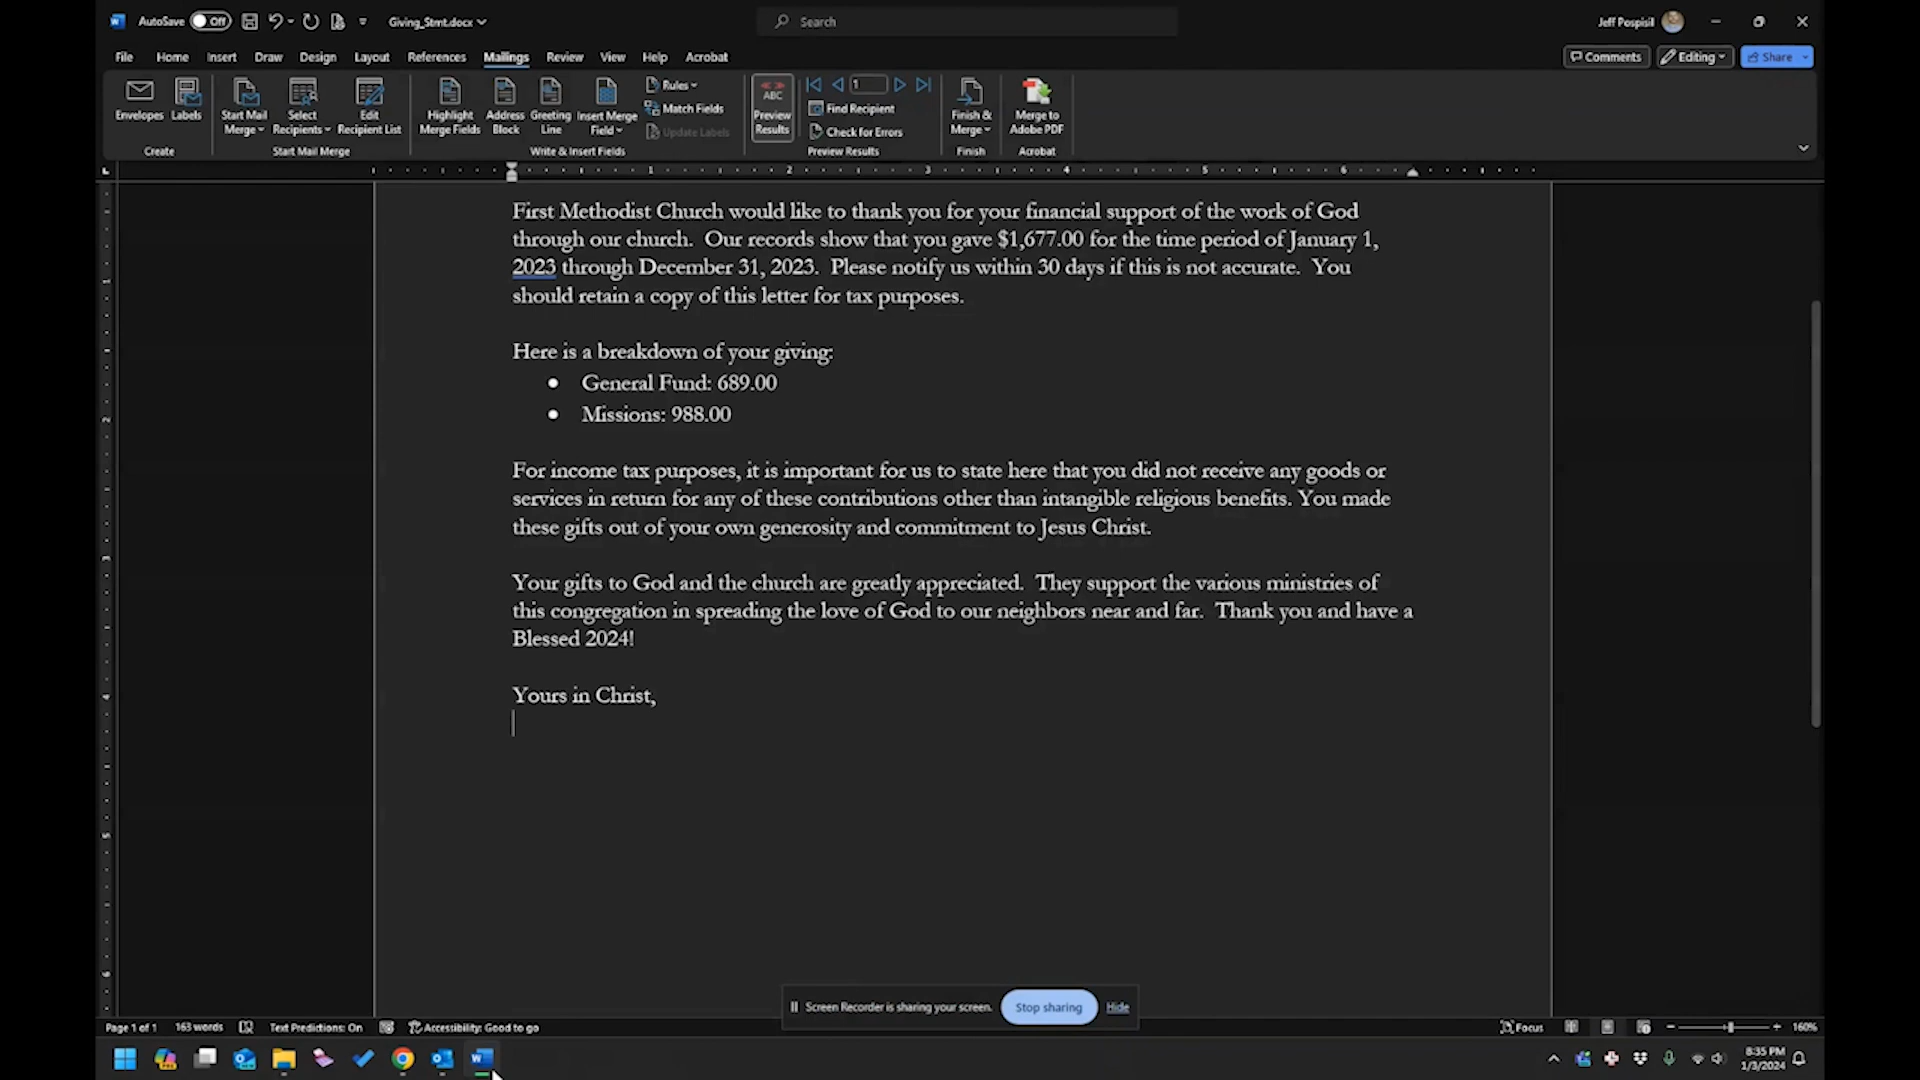 AutoSave Off Giving_Stmt.docx Search Jeff Pospisil
File Home Insert Draw Design Layout References Mailings Review View Help Acrobat Comments Editing Share
Envelopes Labels Start Mail Merge Select Recipients Edit Recipient List Highlight Merge Fields Address Block Greeting Line Insert Merge Field Rules Match Fields Update Labels ABC Preview Results 1 Find Recipient Check for Errors Finish & Merge Merge to Adobe PDF
Create Start Mail Merge Write & Insert Fields Preview Results Finish Acrobat
1 2 3 4 5 6
First Methodist Church would like to thank you for your financial support of the work of God
through our church. Our records show that you gave $1,677.00 for the time period of January 1,
2023 through December 31, 2023. Please notify us within 30 days if this is not accurate. You
should retain a copy of this letter for tax purposes.
Here is a breakdown of your giving:
• General Fund: 689.00
• Missions: 988.00
For income tax purposes, it is important for us to state here that you did not receive any goods or
services in return for any of these contributions other than intangible religious benefits. You made
these gifts out of your own generosity and commitment to Jesus Christ.
Your gifts to God and the church are greatly appreciated. They support the various ministries of
this congregation in spreading the love of God to our neighbors near and far. Thank you and have a
Blessed 2024!
Yours in Christ,
Screen Recorder is sharing your screen. Stop sharing Hide
Page 1 of 1 163 words Text Predictions: On Accessibility: Good to go Focus 160%
8:35 PM
1/3/2024